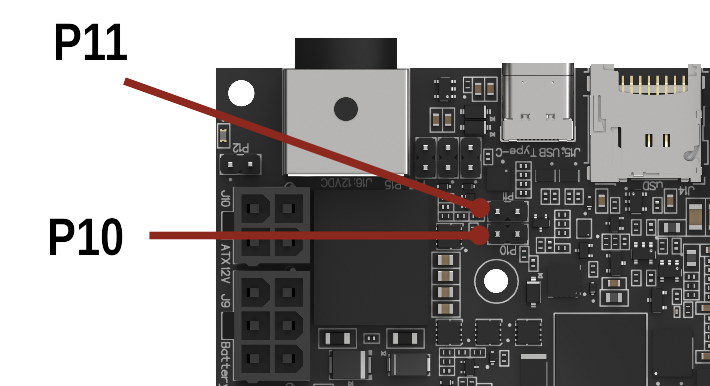 P11
P10
P12
J16:12VDC
P15
J15:USB Type-C
USD
J14
P11
P10
J10
ATX12V
J9
Battery